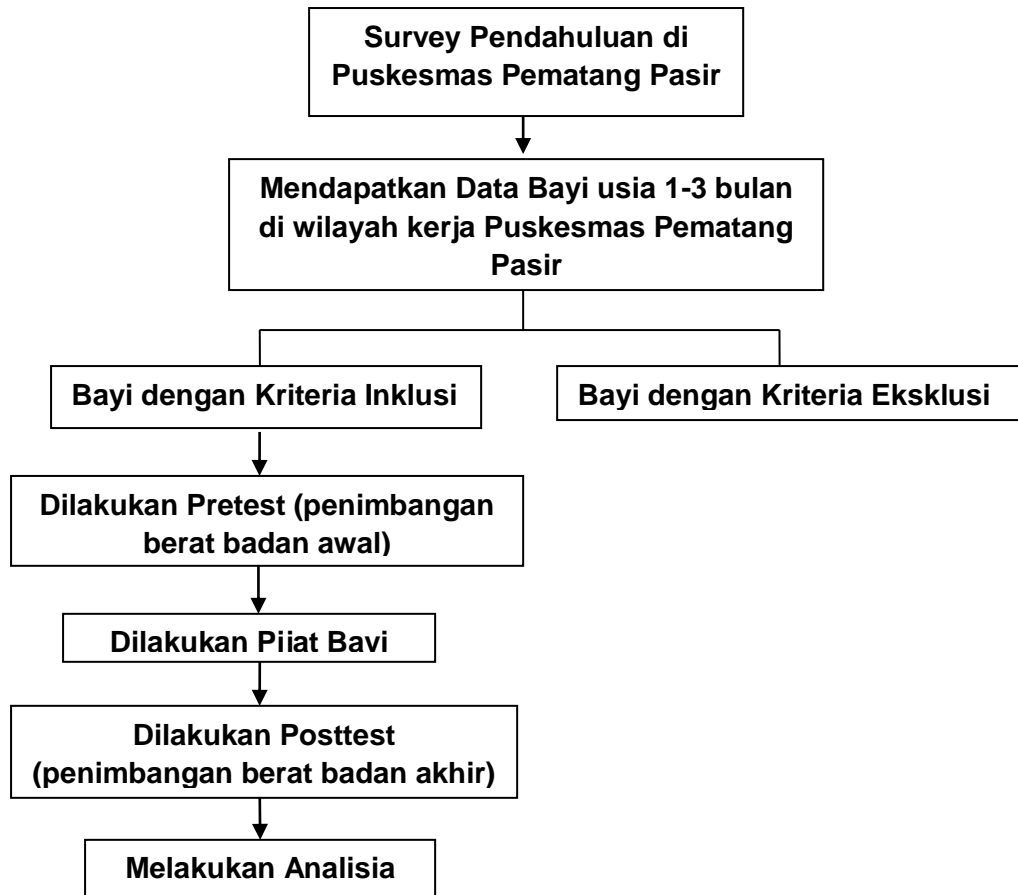 Survey Pendahuluan di
Puskesmas Pematang Pasir
Mendapatkan Data Bayi usia 1-3 bulan
di wilayah kerja Puskesmas Pematang
Pasir
Bayi dengan Kriteria Inklusi
Bayi dengan Kriteria Eksklusi
Dilakukan Pretest (penimbangan
berat badan awal)
Dilakukan Pijat Bayi
Dilakukan Posttest
(penimbangan berat badan akhir)
Melakukan Analisia